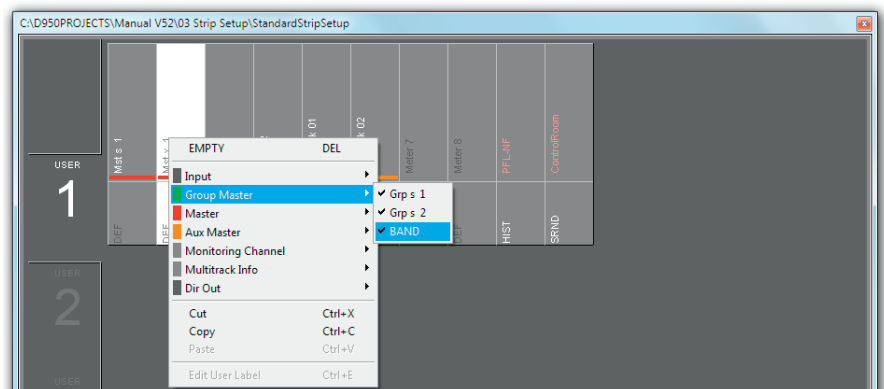 C:\D950PROJECTS\Manual V52\03 Strip Setup\StandardStripSetup
USER
1
USER
2
USER
Mst s 1
DEF
Meter 7
Meter 8
DEF
PFL-NF
HIST
ControlRoom
SRND
EMPTY DEL
Input
Group Master
Master
Aux Master
Monitoring Channel
Multitrack Info
Dir Out
Cut Ctrl+X
Copy Ctrl+C
Paste Ctrl+V
Edit User Label Ctrl+E
Grp s 1
Grp s 2
BAND